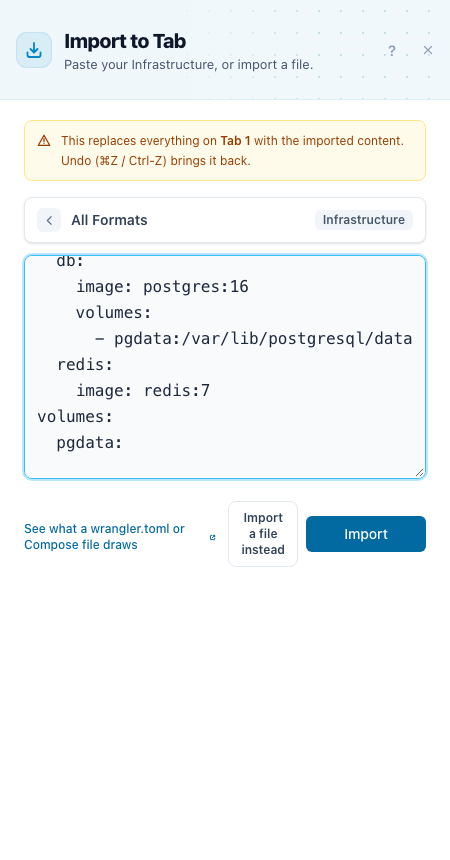 Import to Tab
Paste your Infrastructure, or import a file.
?
This replaces everything on Tab 1 with the imported content.
Undo (⌘Z / Ctrl-Z) brings it back.
All Formats
Infrastructure
  db:
    image: postgres:16
    volumes:
      - pgdata:/var/lib/postgresql/data
  redis:
    image: redis:7
volumes:
  pgdata:
See what a wrangler.toml or
Compose file draws
Import
a file
instead
Import